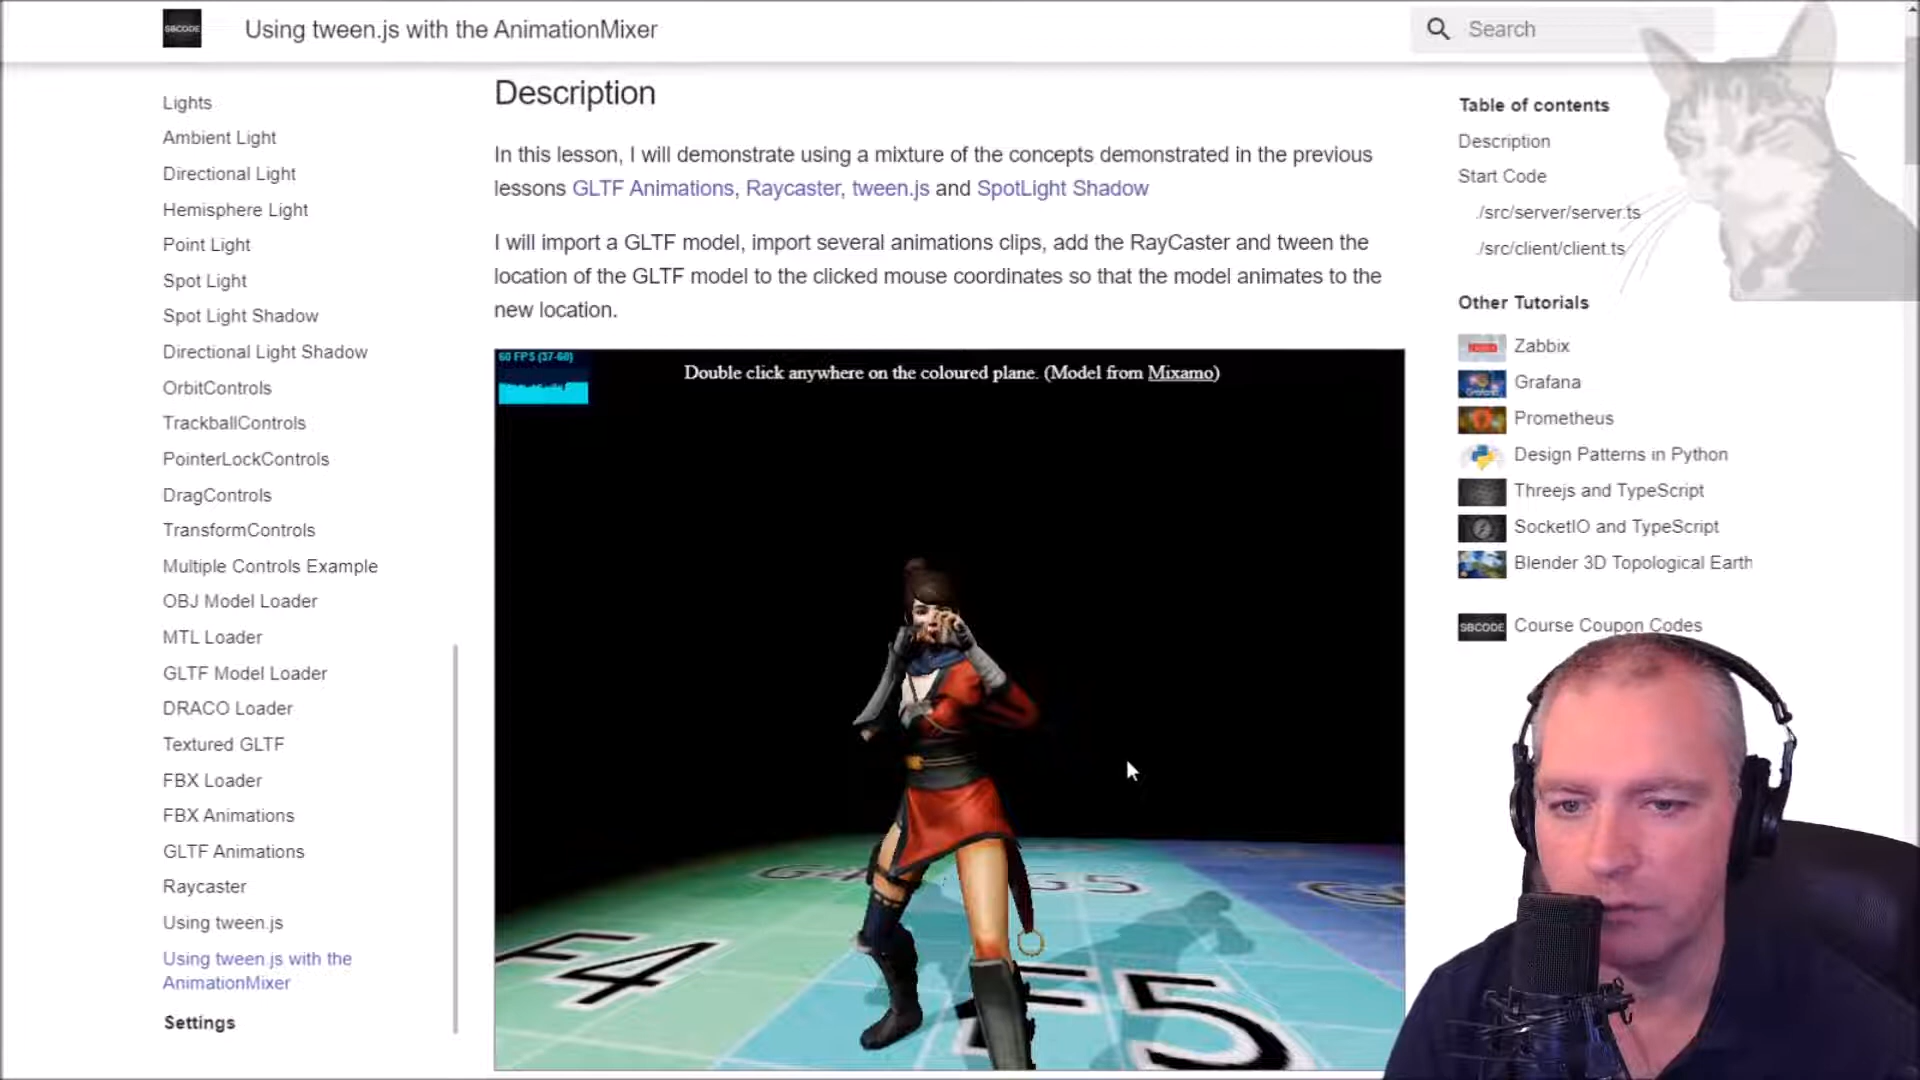 SBCODE
Using tween.js with the AnimationMixer
Search
Lights
Ambient Light
Directional Light
Hemisphere Light
Point Light
Spot Light
Spot Light Shadow
Directional Light Shadow
OrbitControls
TrackballControls
PointerLockControls
DragControls
TransformControls
Multiple Controls Example
OBJ Model Loader
MTL Loader
GLTF Model Loader
DRACO Loader
Textured GLTF
FBX Loader
FBX Animations
GLTF Animations
Raycaster
Using tween.js
Using tween.js with the
AnimationMixer
Settings
Description
In this lesson, I will demonstrate using a mixture of the concepts demonstrated in the previous
lessons GLTF Animations, Raycaster, tween.js and SpotLight Shadow
I will import a GLTF model, import several animations clips, add the RayCaster and tween the
location of the GLTF model to the clicked mouse coordinates so that the model animates to the
new location.
60 FPS (37-60)
Double click anywhere on the coloured plane. (Model from Mixamo)
G4
G5
F4
F5
Table of contents
Description
Start Code
./src/server/server.ts
./src/client/client.ts
Other Tutorials
Zabbix
Grafana
Prometheus
Design Patterns in Python
Threejs and TypeScript
SocketIO and TypeScript
Blender 3D Topological Earth
SBCODE
Course Coupon Codes